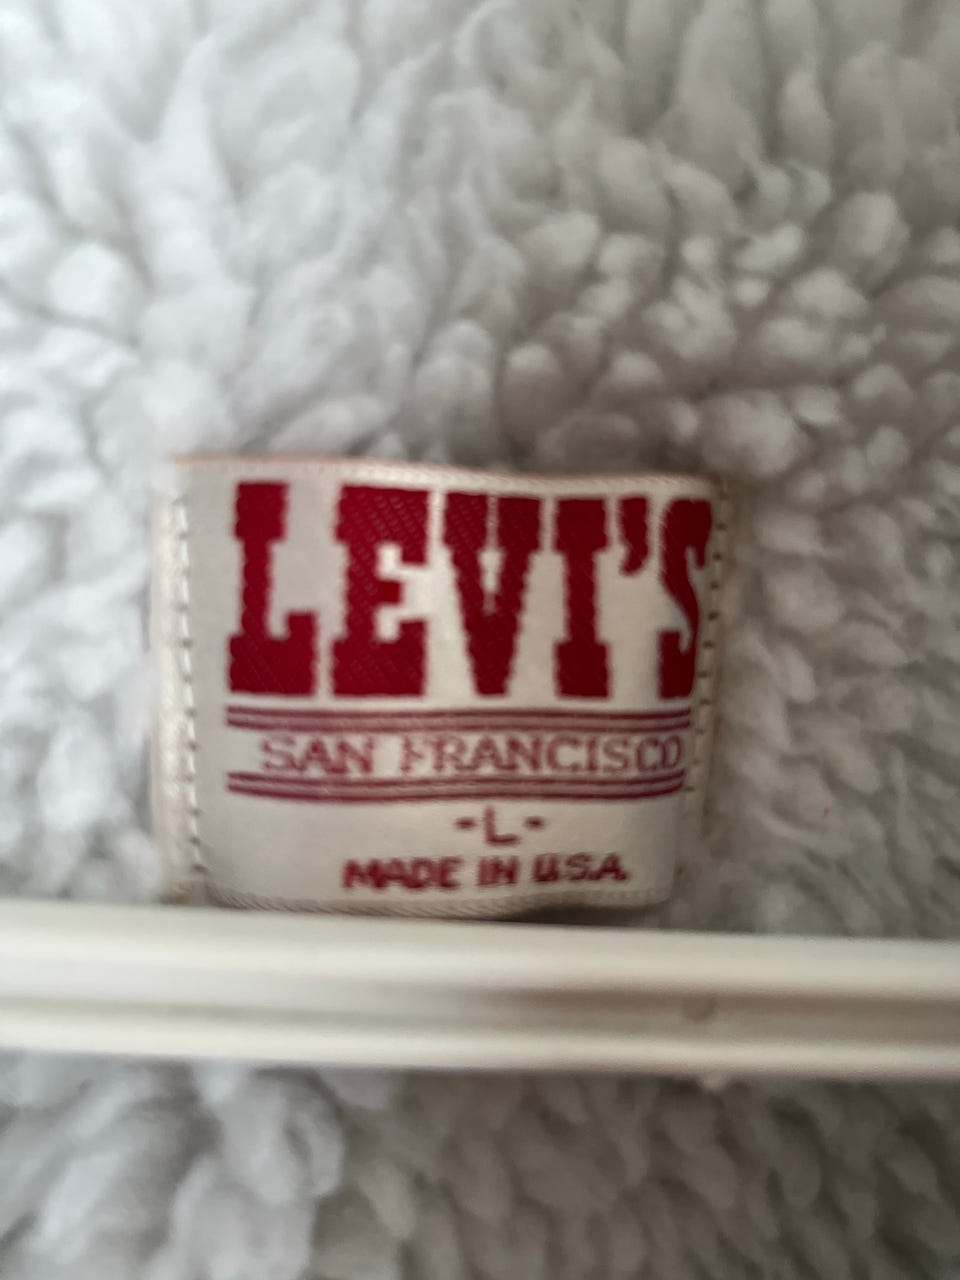 LEVI'S
SAN FRANCISCO
-L-
MADE IN U.S.A.